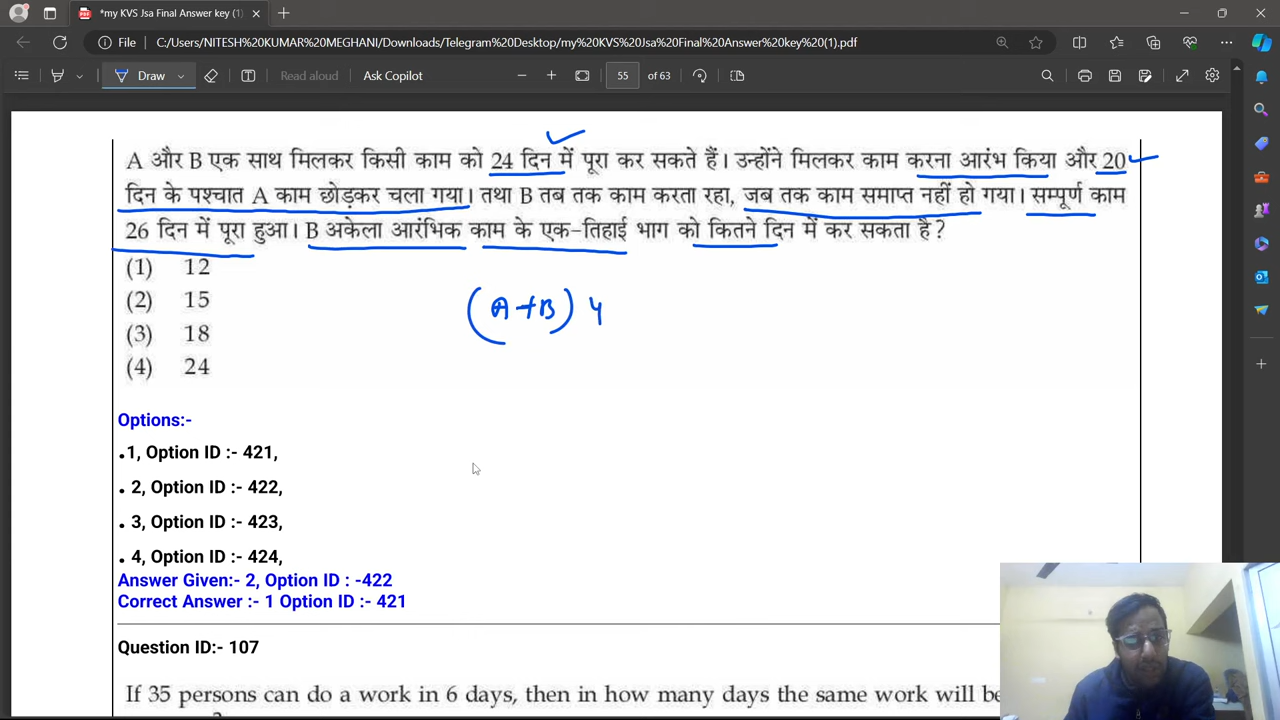 *my KVS Jsa Final Answer key (1)
File C:/Users/NITESH%20KUMAR%20MEGHANI/Downloads/Telegram%20Desktop/my%20KVS%20Jsa%20Final%20Answer%20key%20(1).pdf
Draw Read aloud Ask Copilot 55 of 63
A और B एक साथ मिलकर किसी काम को 24 दिन में पूरा कर सकते हैं। उन्होंने मिलकर काम करना आरंभ किया और 20
दिन के पश्चात A काम छोड़कर चला गया। तथा B तब तक काम करता रहा, जब तक काम समाप्त नहीं हो गया। सम्पूर्ण काम
26 दिन में पूरा हुआ। B अकेला आरंभिक काम के एक-तिहाई भाग को कितने दिन में कर सकता है?
(1) 12
(2) 15
(3) 18
(4) 24
(A+B) 4
Options:-
.1, Option ID :- 421,
. 2, Option ID :- 422,
. 3, Option ID :- 423,
. 4, Option ID :- 424,
Answer Given:- 2, Option ID : -422
Correct Answer :- 1 Option ID :- 421
Question ID:- 107
If 35 persons can do a work in 6 days, then in how many days the same work will be